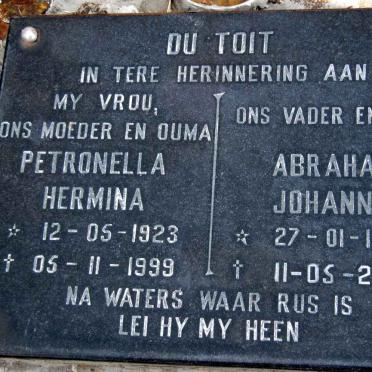 DU TOIT
IN TERE HERINNERING AAN
MY VROU,
ONS MOEDER EN OUMA
PETRONELLA
HERMINA
☆ 12-05-1923
† 05-11-1999
ONS VADER EN
ABRAHA
JOHANN
☆ 27-01-1
† 11-05-2
NA WATERS WAAR RUS IS
LEI HY MY HEEN